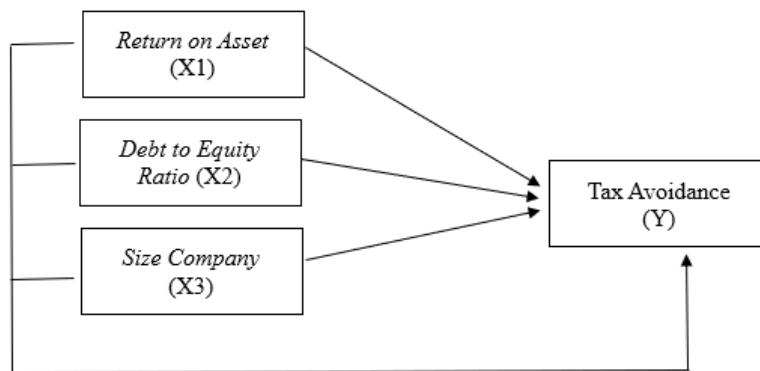 Return on Asset
(X1)
Debt to Equity
Ratio (X2)
Size Company
(X3)
Tax Avoidance
(Y)